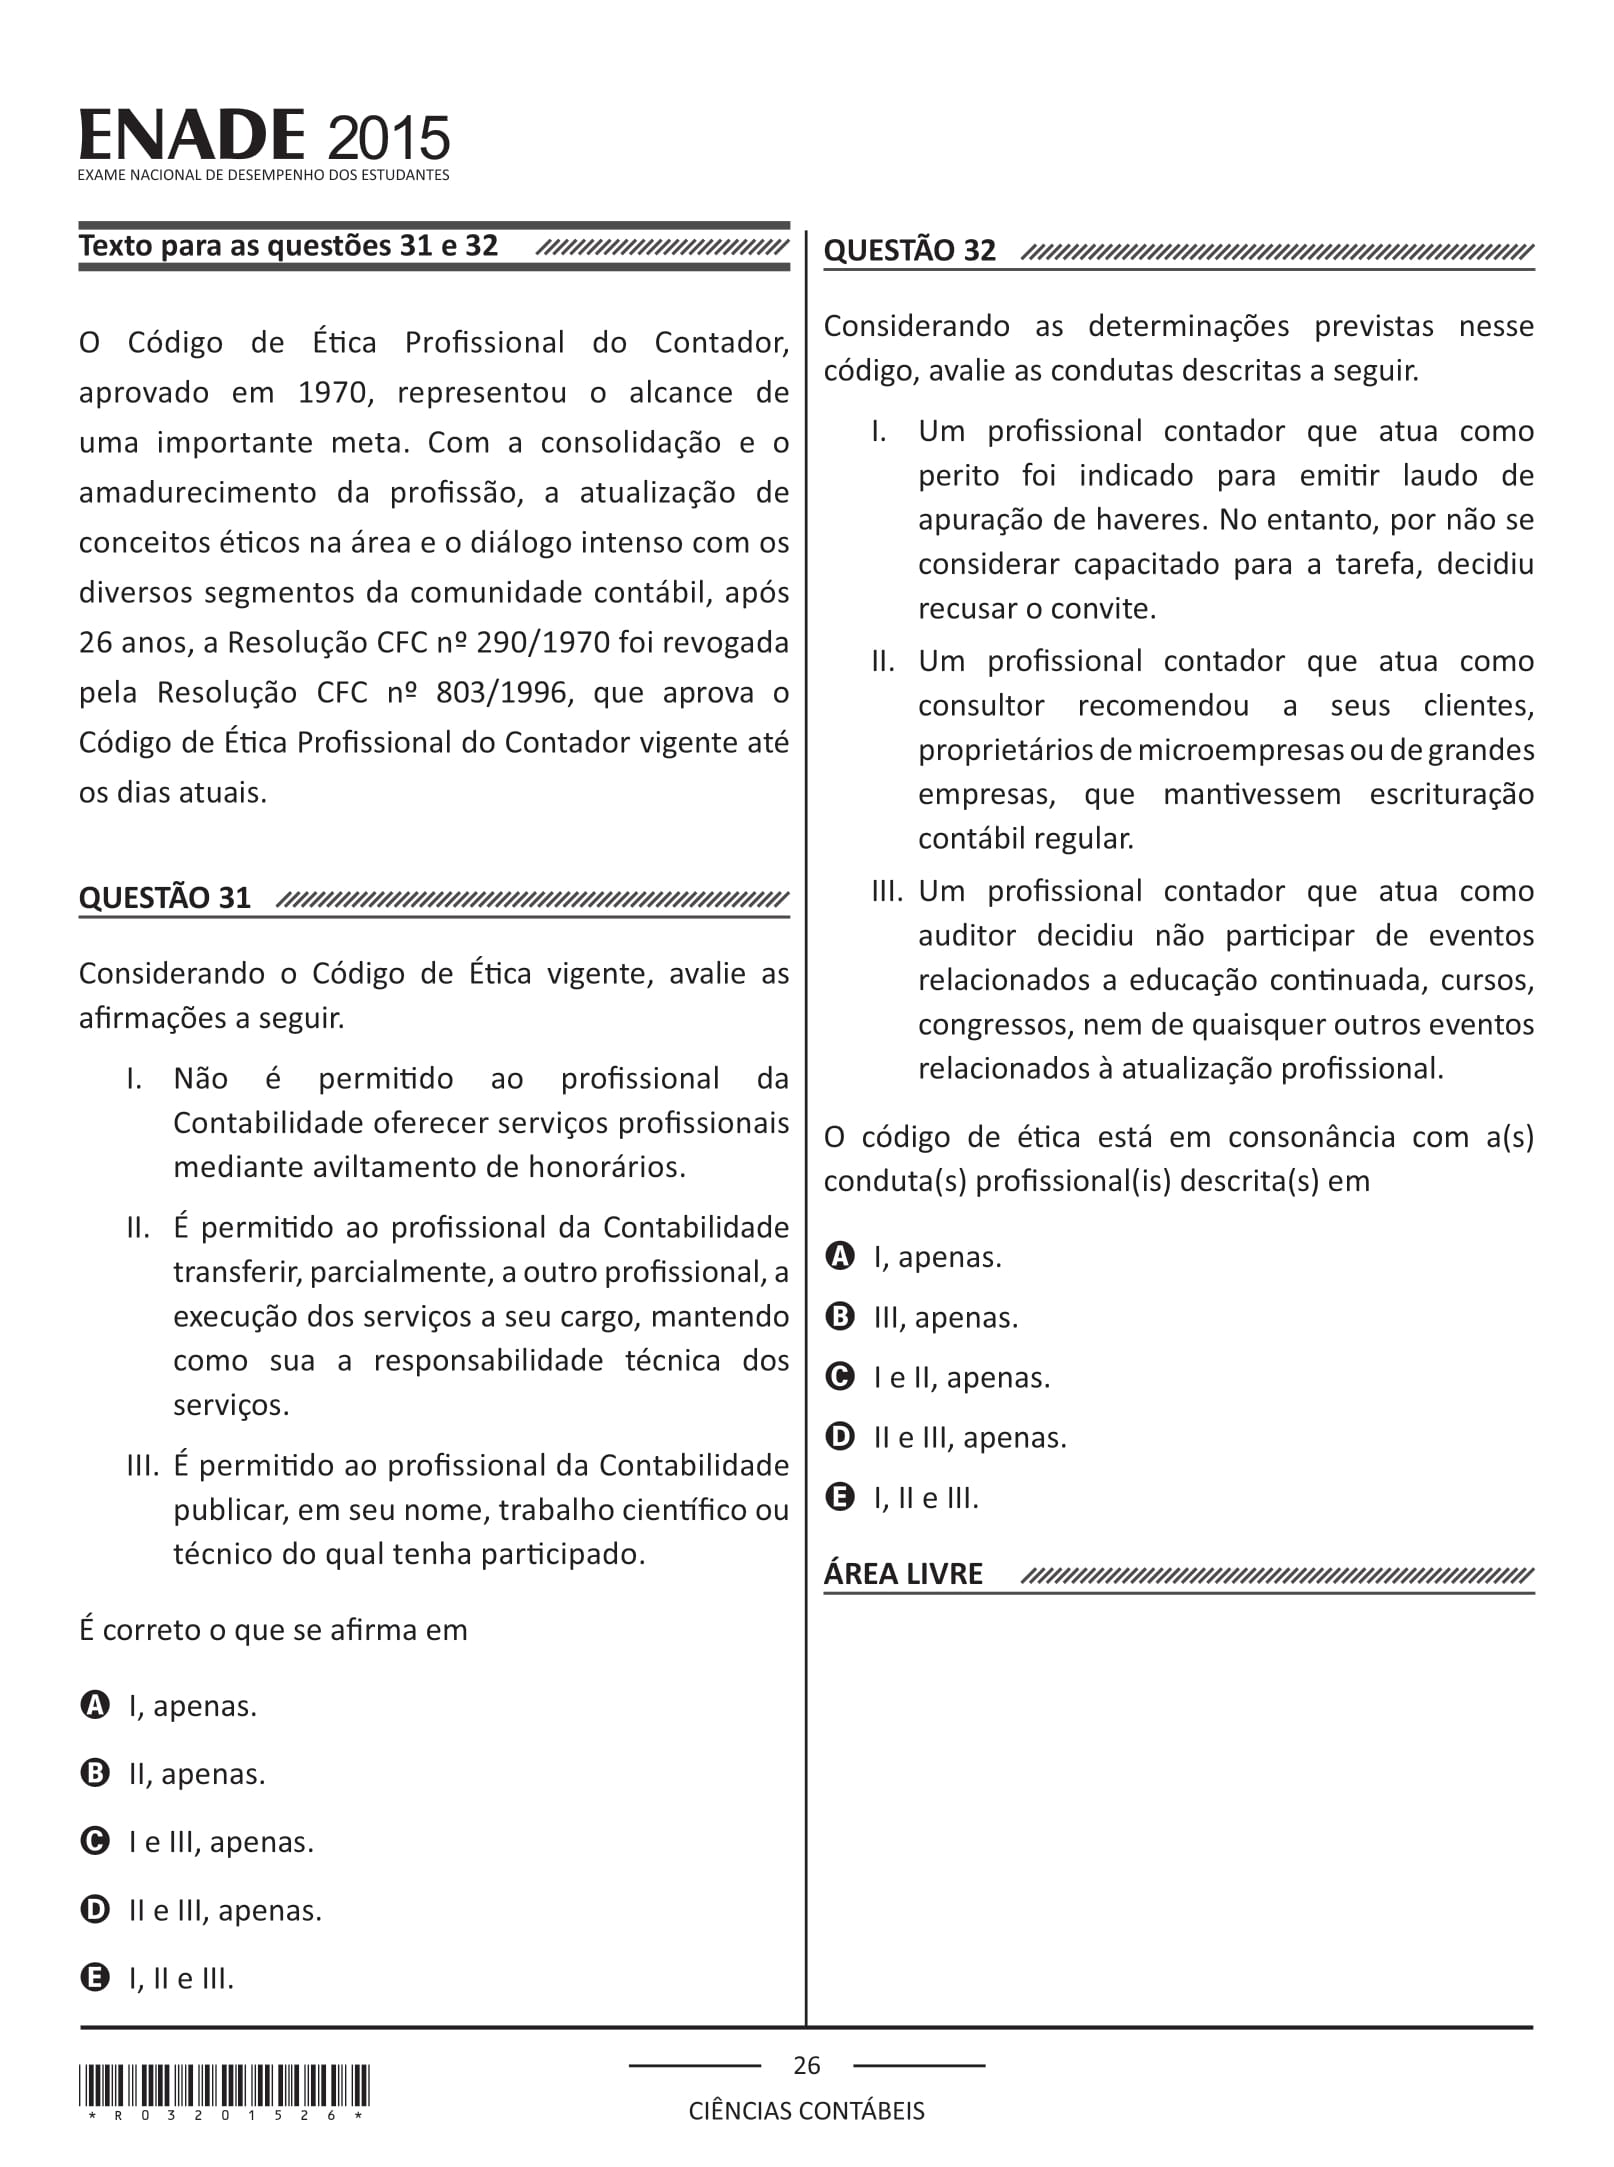 ENADE 2015
EXAME NACIONAL DE DESEMPENHO DOS ESTUDANTES
Texto para as questões 31 e 32
O Código de Ética Profissional do Contador,
aprovado em 1970, representou o alcance de
uma importante meta. Com a consolidação e o
amadurecimento da profissão, a atualização de
conceitos éticos na área e o diálogo intenso com os
diversos segmentos da comunidade contábil, após
26 anos, a Resolução CFC nº 290/1970 foi revogada
pela Resolução CFC nº 803/1996, que aprova o
Código de Ética Profissional do Contador vigente até
os dias atuais.
QUESTÃO 31
Considerando o Código de Ética vigente, avalie as
afirmações a seguir.
I. Não é permitido ao profissional da
Contabilidade oferecer serviços profissionais
mediante aviltamento de honorários.
II. É permitido ao profissional da Contabilidade
transferir, parcialmente, a outro profissional, a
execução dos serviços a seu cargo, mantendo
como sua a responsabilidade técnica dos
serviços.
III. É permitido ao profissional da Contabilidade
publicar, em seu nome, trabalho científico ou
técnico do qual tenha participado.
É correto o que se afirma em
A I, apenas.
B II, apenas.
C I e III, apenas.
D II e III, apenas.
E I, II e III.
QUESTÃO 32
Considerando as determinações previstas nesse
código, avalie as condutas descritas a seguir.
I. Um profissional contador que atua como
perito foi indicado para emitir laudo de
apuração de haveres. No entanto, por não se
considerar capacitado para a tarefa, decidiu
recusar o convite.
II. Um profissional contador que atua como
consultor recomendou a seus clientes,
proprietários de microempresas ou de grandes
empresas, que mantivessem escrituração
contábil regular.
III. Um profissional contador que atua como
auditor decidiu não participar de eventos
relacionados a educação continuada, cursos,
congressos, nem de quaisquer outros eventos
relacionados à atualização profissional.
O código de ética está em consonância com a(s)
conduta(s) profissional(is) descrita(s) em
A I, apenas.
B III, apenas.
C I e II, apenas.
D II e III, apenas.
E I, II e III.
ÁREA LIVRE
*R03201526*
26
CIÊNCIAS CONTÁBEIS